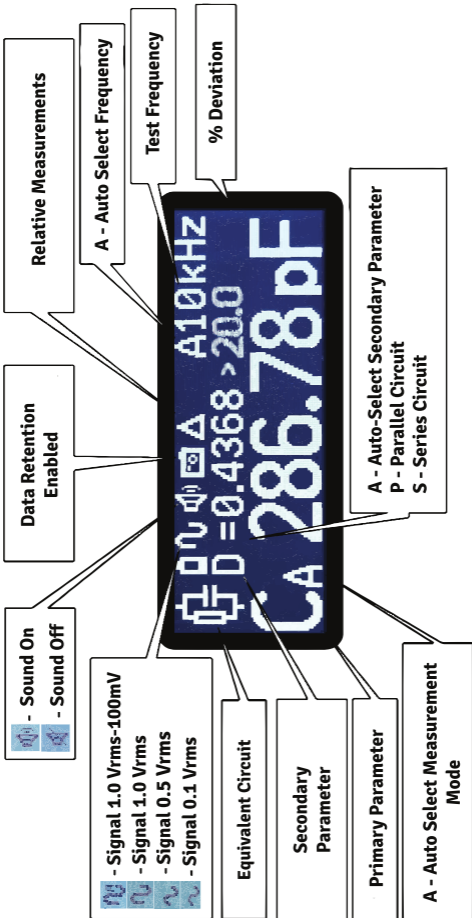 - Sound On
- Sound Off
Data Retention
Enabled
Relative Measurements
- Signal 1.0 Vrms-100mV
- Signal 1.0 Vrms
- Signal 0.5 Vrms
- Signal 0.1 Vrms
A - Auto Select Frequency
Test Frequency
% Deviation
A10kHz
D =0.4368 >20.0
CA 286.78pF
Equivalent Circuit
Secondary
Parameter
Primary Parameter
A - Auto Select Measurement
Mode
A - Auto-Select Secondary Parameter
P - Parallel Circuit
S - Series Circuit